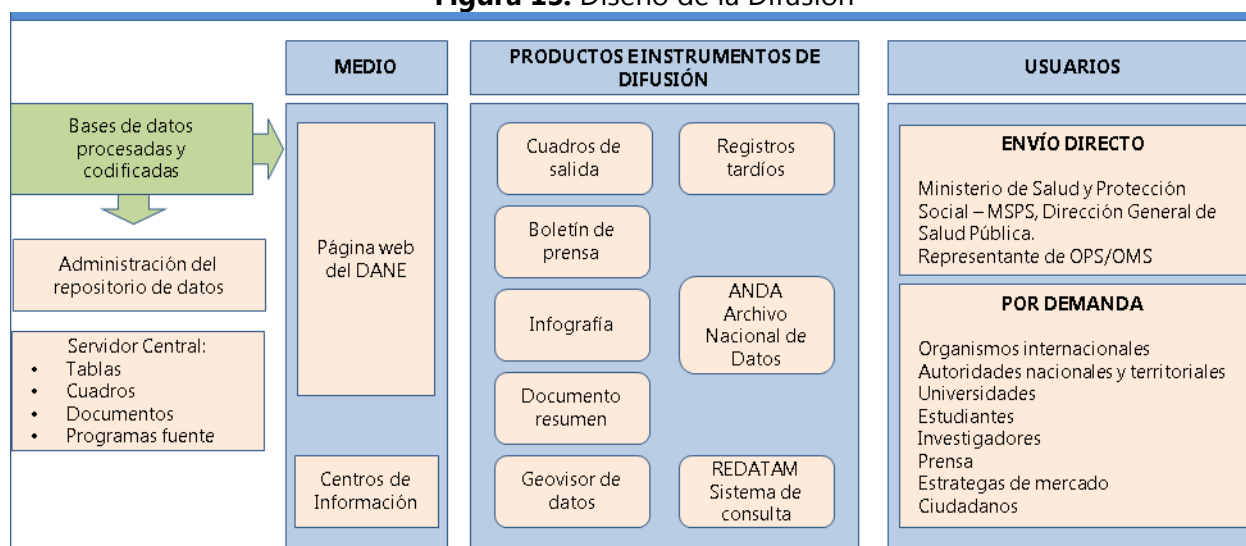 Figura 13. Diseño de la Difusión
MEDIO
PRODUCTOS E INSTRUMENTOS DE
DIFUSIÓN
USUARIOS
Bases de datos
procesadas y
codificadas
Administración del
repositorio de datos
Servidor Central:
• Tablas
• Cuadros
• Documentos
• Programas fuente
Página web
del DANE
Centros de
Información
Cuadros de
salida
Registros
tardíos
Boletín de
prensa
Infografía
ANDA
Archivo
Nacional de
Datos
Documento
resumen
Geovisor de
datos
REDATAM
Sistema de
consulta
ENVÍO DIRECTO
Ministerio de Salud y Protección
Social – MSPS, Dirección General de
Salud Pública.
Representante de OPS/OMS
POR DEMANDA
Organismos internacionales
Autoridades nacionales y territoriales
Universidades
Estudiantes
Investigadores
Prensa
Estrategas de mercado
Ciudadanos